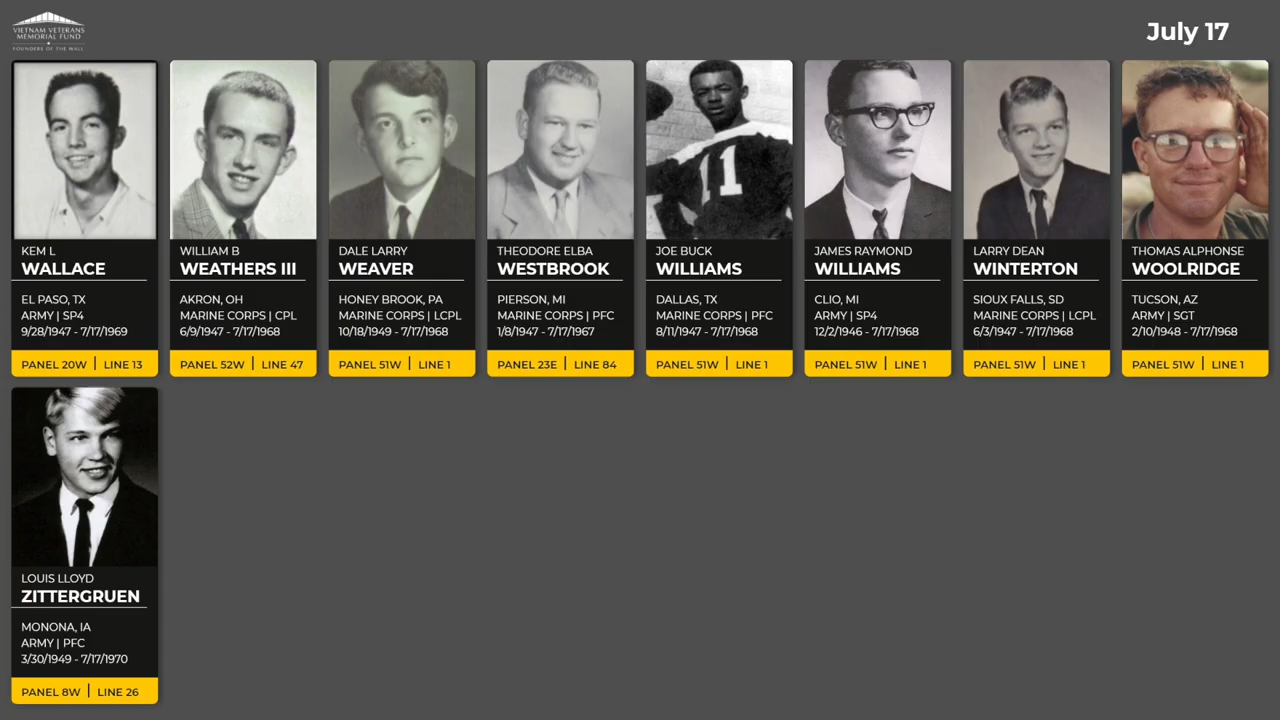 VIETNAM VETERANS
MEMORIAL FUND
FOUNDERS OF THE WALL
July 17
KEM L
WALLACE
EL PASO, TX
ARMY | SP4
9/28/1947 - 7/17/1969
PANEL 20W | LINE 13
WILLIAM B
WEATHERS III
AKRON, OH
MARINE CORPS | CPL
6/9/1947 - 7/17/1968
PANEL 52W | LINE 47
DALE LARRY
WEAVER
HONEY BROOK, PA
MARINE CORPS | LCPL
10/18/1949 - 7/17/1968
PANEL 51W | LINE 1
THEODORE ELBA
WESTBROOK
PIERSON, MI
MARINE CORPS | PFC
1/8/1947 - 7/17/1967
PANEL 23E | LINE 84
11
JOE BUCK
WILLIAMS
DALLAS, TX
MARINE CORPS | PFC
8/11/1947 - 7/17/1968
PANEL 51W | LINE 1
JAMES RAYMOND
WILLIAMS
CLIO, MI
ARMY | SP4
12/2/1946 - 7/17/1968
PANEL 51W | LINE 1
LARRY DEAN
WINTERTON
SIOUX FALLS, SD
MARINE CORPS | LCPL
6/3/1947 - 7/17/1968
PANEL 51W | LINE 1
THOMAS ALPHONSE
WOOLRIDGE
TUCSON, AZ
ARMY | SGT
2/10/1948 - 7/17/1968
PANEL 51W | LINE 1
LOUIS LLOYD
ZITTERGRUEN
MONONA, IA
ARMY | PFC
3/30/1949 - 7/17/1970
PANEL 8W | LINE 26